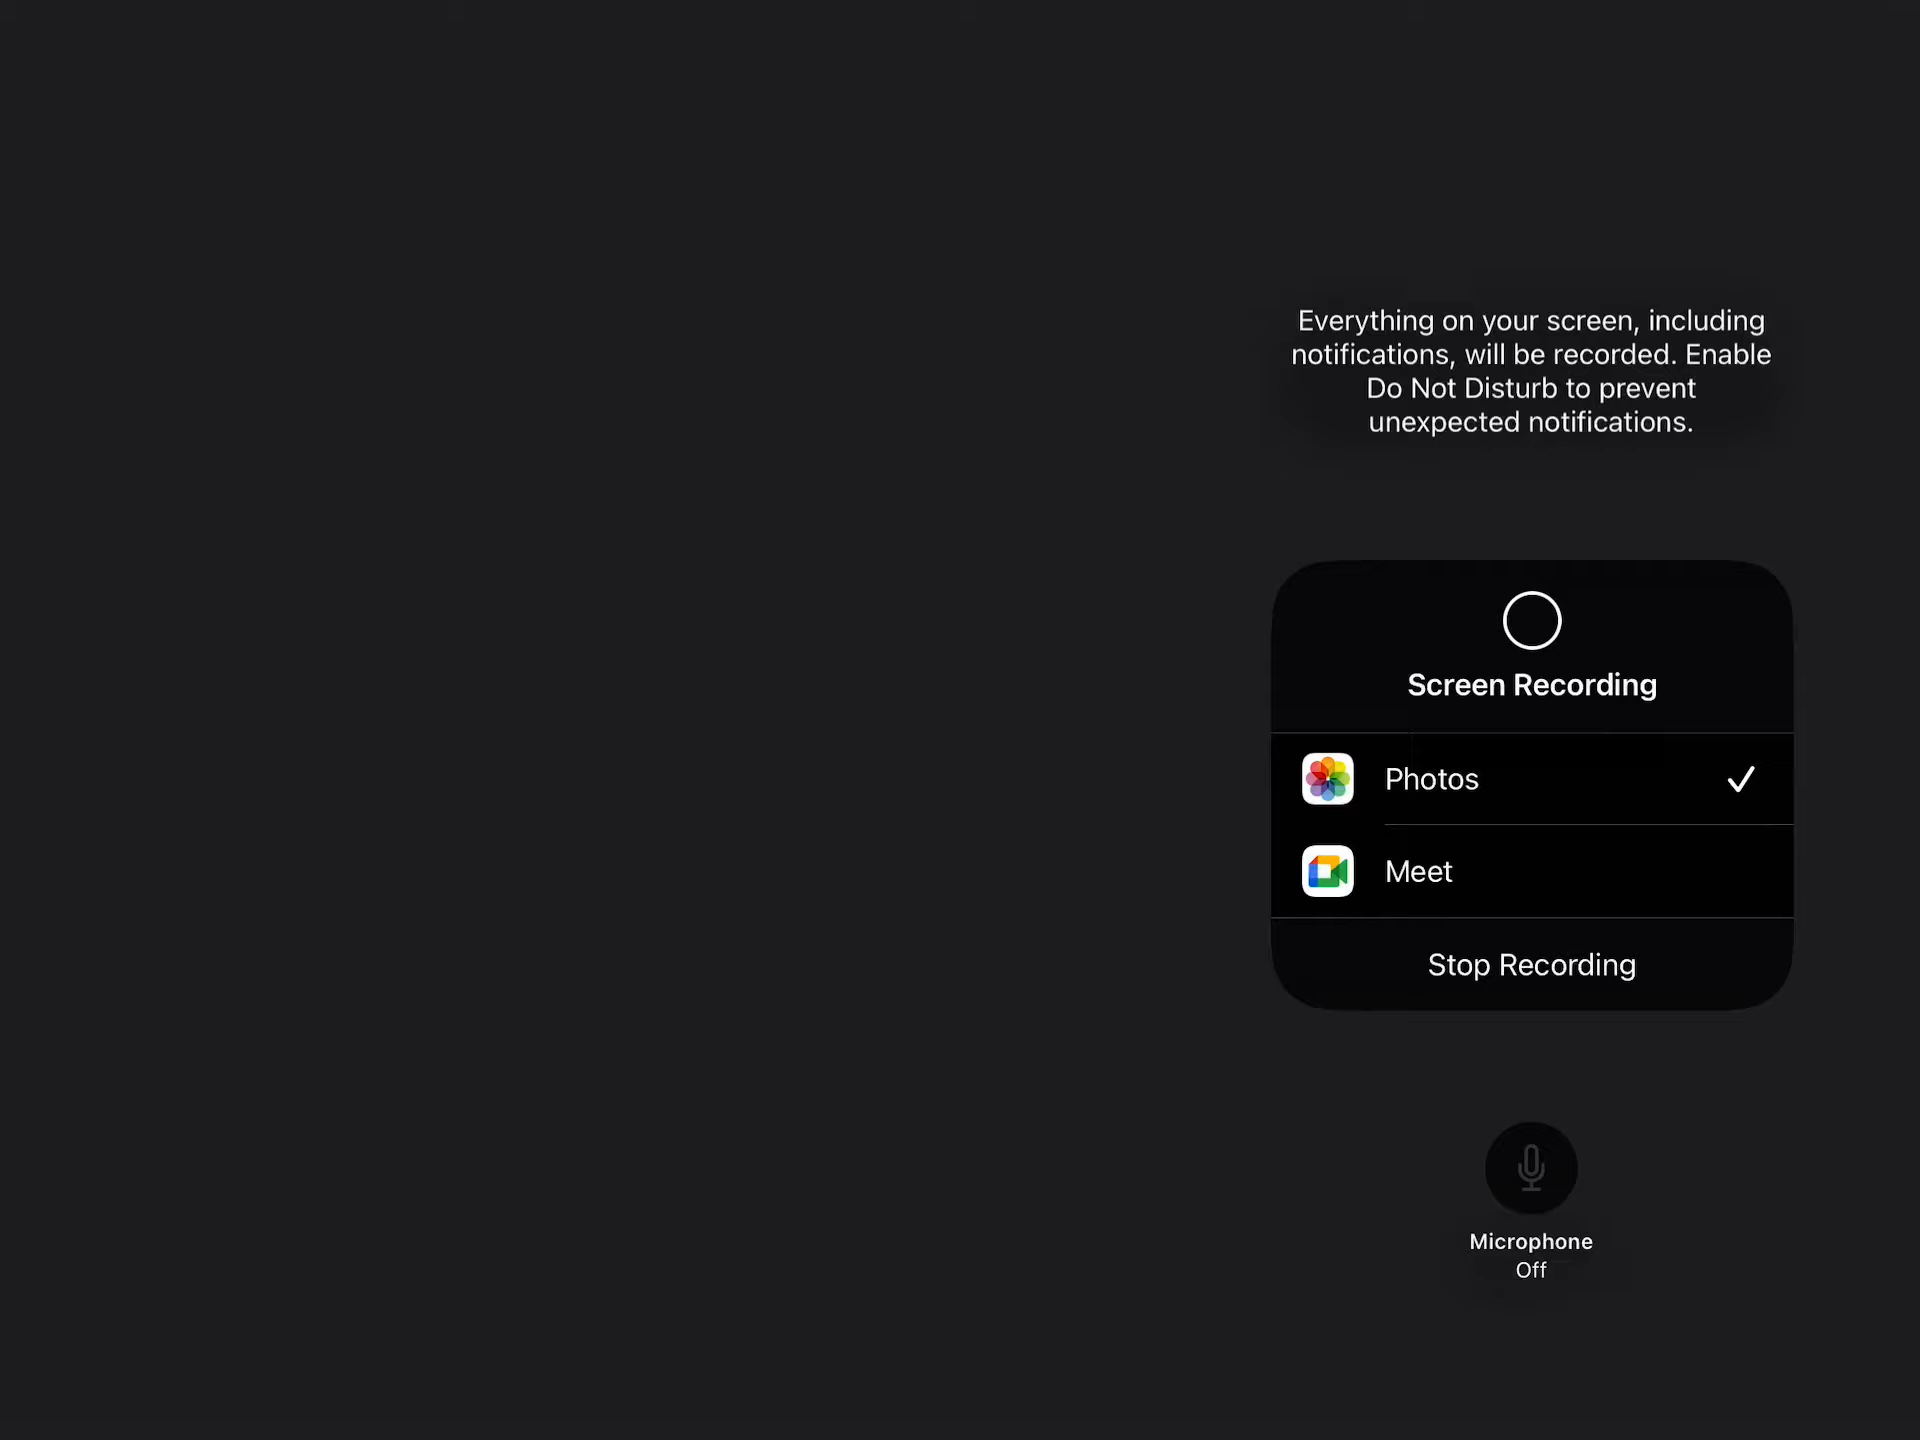 Everything on your screen, including
notifications, will be recorded. Enable
Do Not Disturb to prevent
unexpected notifications.
Screen Recording
Photos
Meet
Stop Recording
Microphone
Off